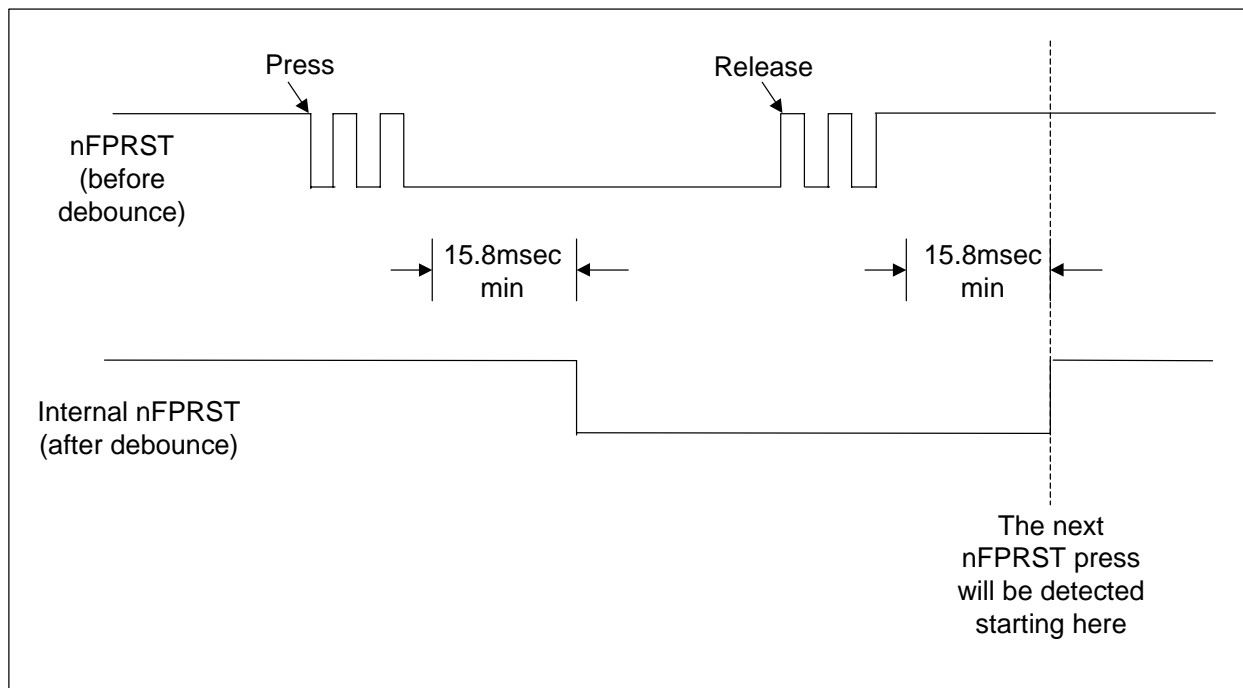 Press
Release
nFPRST
(before
debounce)
15.8msec
min
15.8msec
min
Internal nFPRST
(after debounce)
The next
nFPRST press
will be detected
starting here